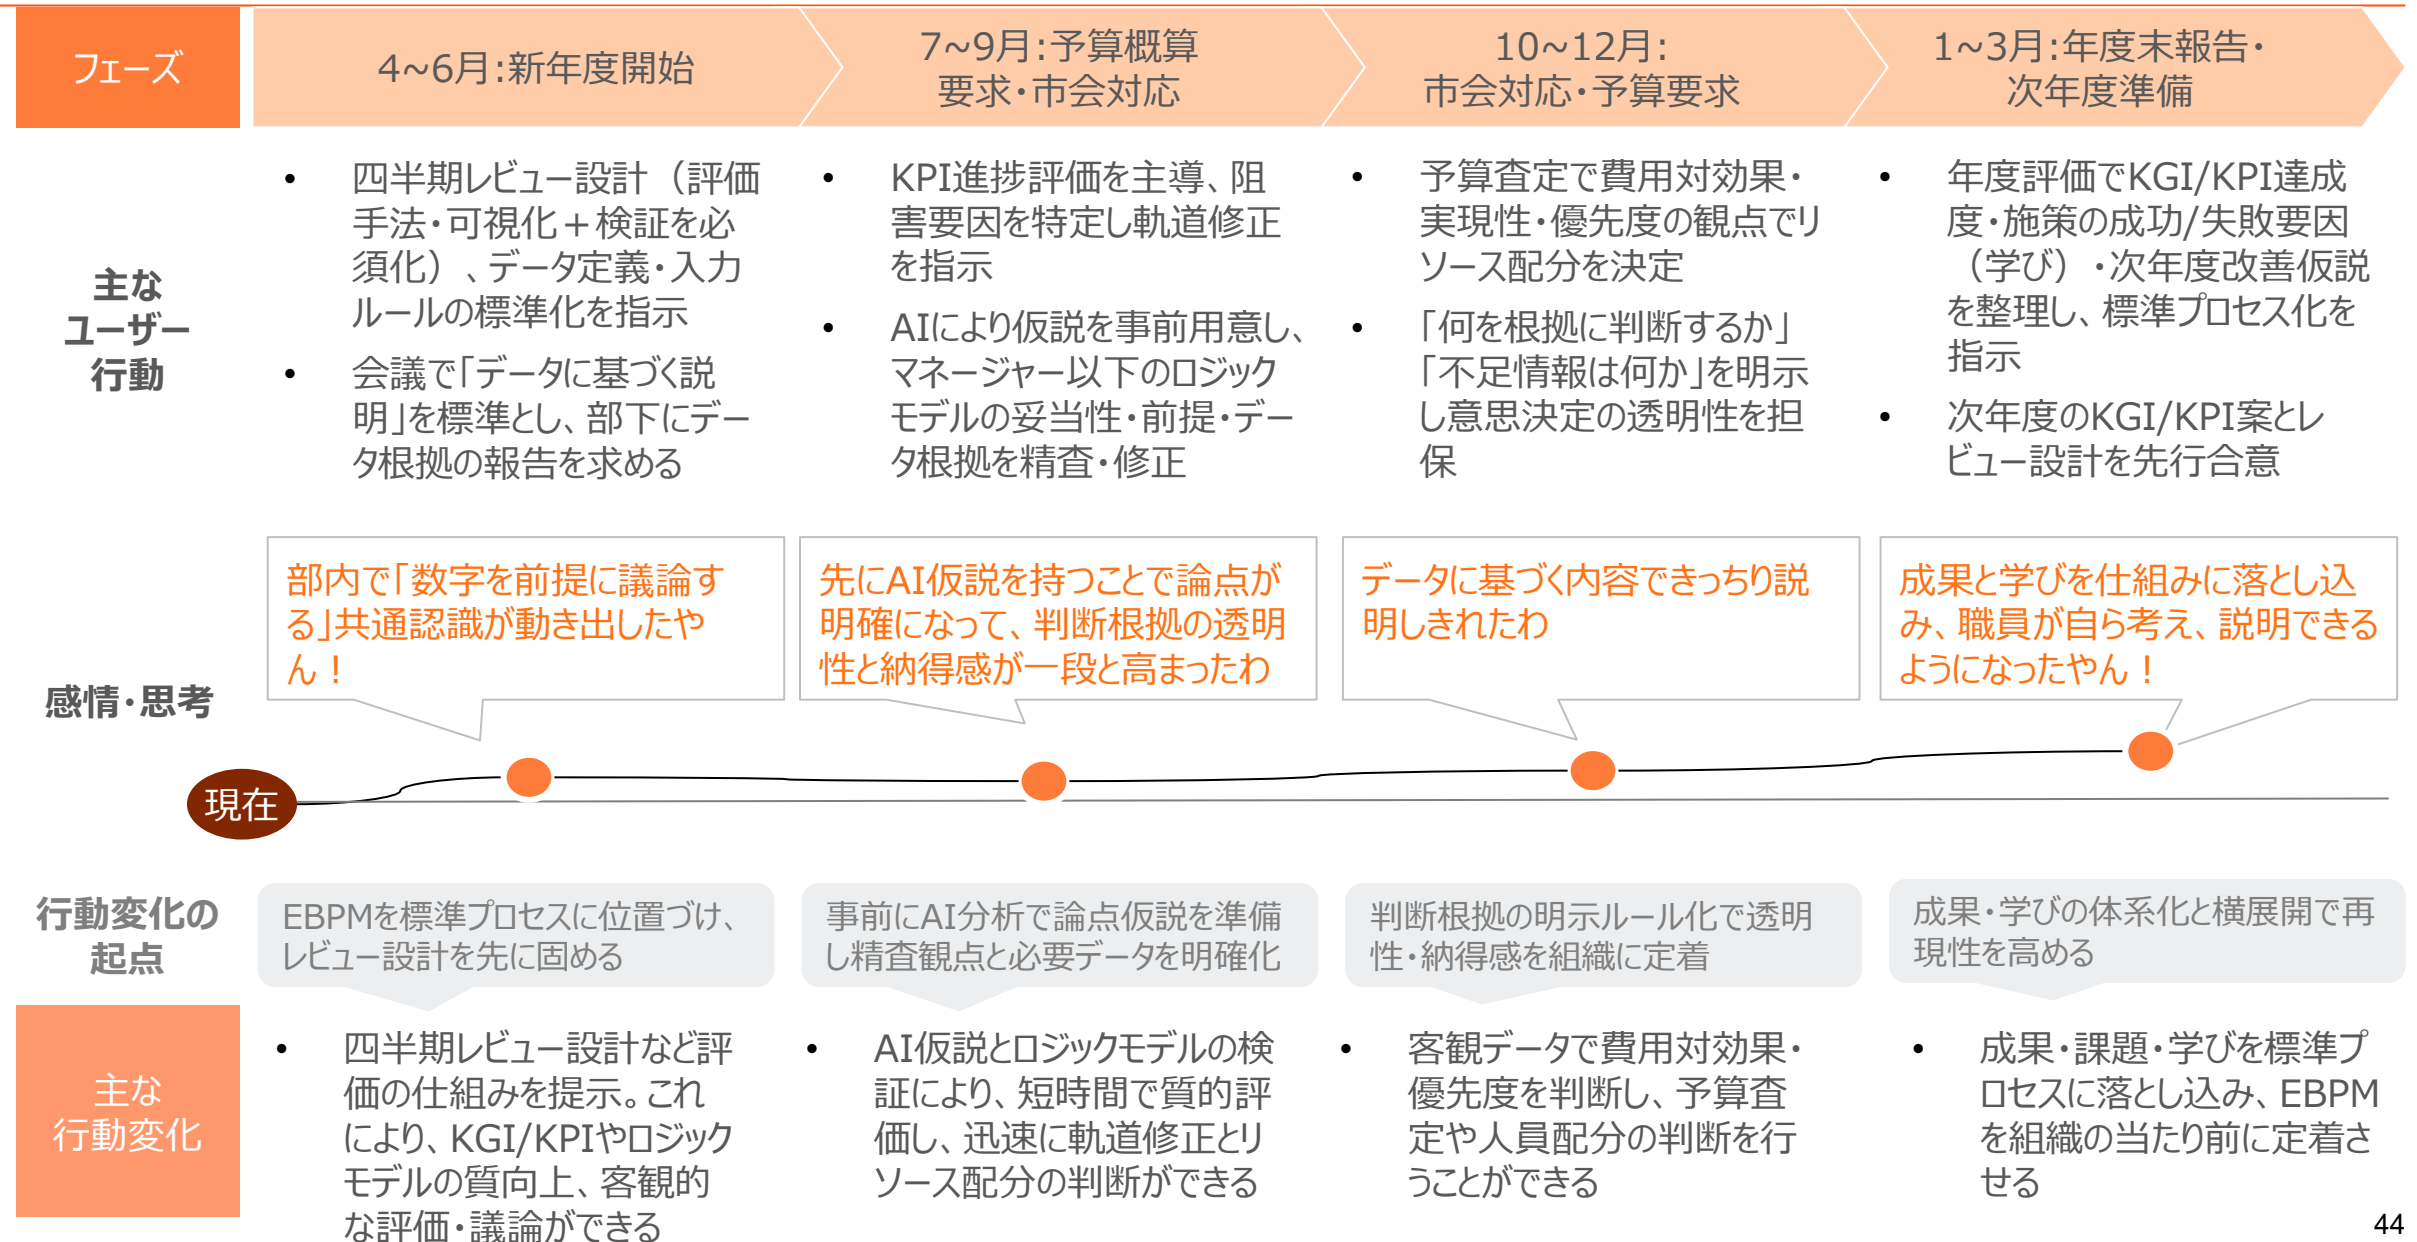 フェーズ
4~6月:新年度開始
7~9月:予算概算
要求・市会対応
10~12月:
市会対応・予算要求
1~3月:年度末報告・
次年度準備
主な
ユーザー
行動
• 四半期レビュー設計（評価
手法・可視化＋検証を必
須化）、データ定義・入力
ルールの標準化を指示
• 会議で「データに基づく説
明」を標準とし、部下にデー
タ根拠の報告を求める
• KPI進捗評価を主導、阻
害要因を特定し軌道修正
を指示
• AIにより仮説を事前用意し、
マネージャー以下のロジック
モデルの妥当性・前提・デー
タ根拠を精査・修正
• 予算査定で費用対効果・
実現性・優先度の観点でリ
ソース配分を決定
• 「何を根拠に判断するか」
「不足情報は何か」を明示
し意思決定の透明性を担
保
• 年度評価でKGI/KPI達成
度・施策の成功/失敗要因
（学び）・次年度改善仮説
を整理し、標準プロセス化を
指示
• 次年度のKGI/KPI案とレ
ビュー設計を先行合意
感情・思考
部内で「数字を前提に議論す
る」共通認識が動き出したや
ん！
先にAI仮説を持つことで論点が
明確になって、判断根拠の透明
性と納得感が一段と高まったわ
データに基づく内容できっちり説
明しきれたわ
成果と学びを仕組みに落とし込
み、職員が自ら考え、説明できる
ようになったやん！
現在
行動変化の
起点
EBPMを標準プロセスに位置づけ、
レビュー設計を先に固める
事前にAI分析で論点仮説を準備
し精査観点と必要データを明確化
判断根拠の明示ルール化で透明
性・納得感を組織に定着
成果・学びの体系化と横展開で再
現性を高める
主な
行動変化
• 四半期レビュー設計など評
価の仕組みを提示。これ
により、KGI/KPIやロジック
モデルの質向上、客観的
な評価・議論ができる
• AI仮説とロジックモデルの検
証により、短時間で質的評
価し、迅速に軌道修正とリ
ソース配分の判断ができる
• 客観データで費用対効果・
優先度を判断し、予算査
定や人員配分の判断を行
うことができる
• 成果・課題・学びを標準プ
ロセスに落とし込み、EBPM
を組織の当たり前に定着さ
せる
44